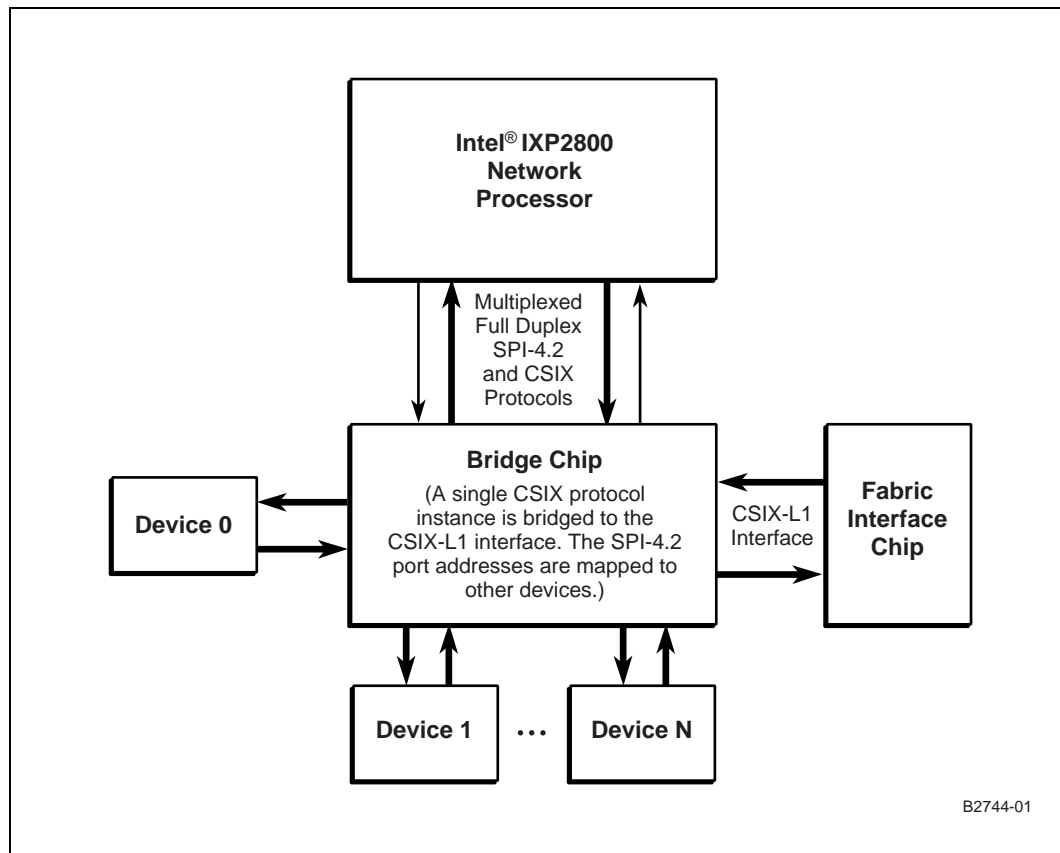 Intel® IXP2800
Network
Processor
Multiplexed
Full Duplex
SPI-4.2
and CSIX
Protocols
Bridge Chip
(A single CSIX protocol
instance is bridged to the
CSIX-L1 interface. The SPI-4.2
port addresses are mapped to
other devices.)
Device 0
CSIX-L1
Interface
Fabric
Interface
Chip
Device 1
...
Device N
B2744-01